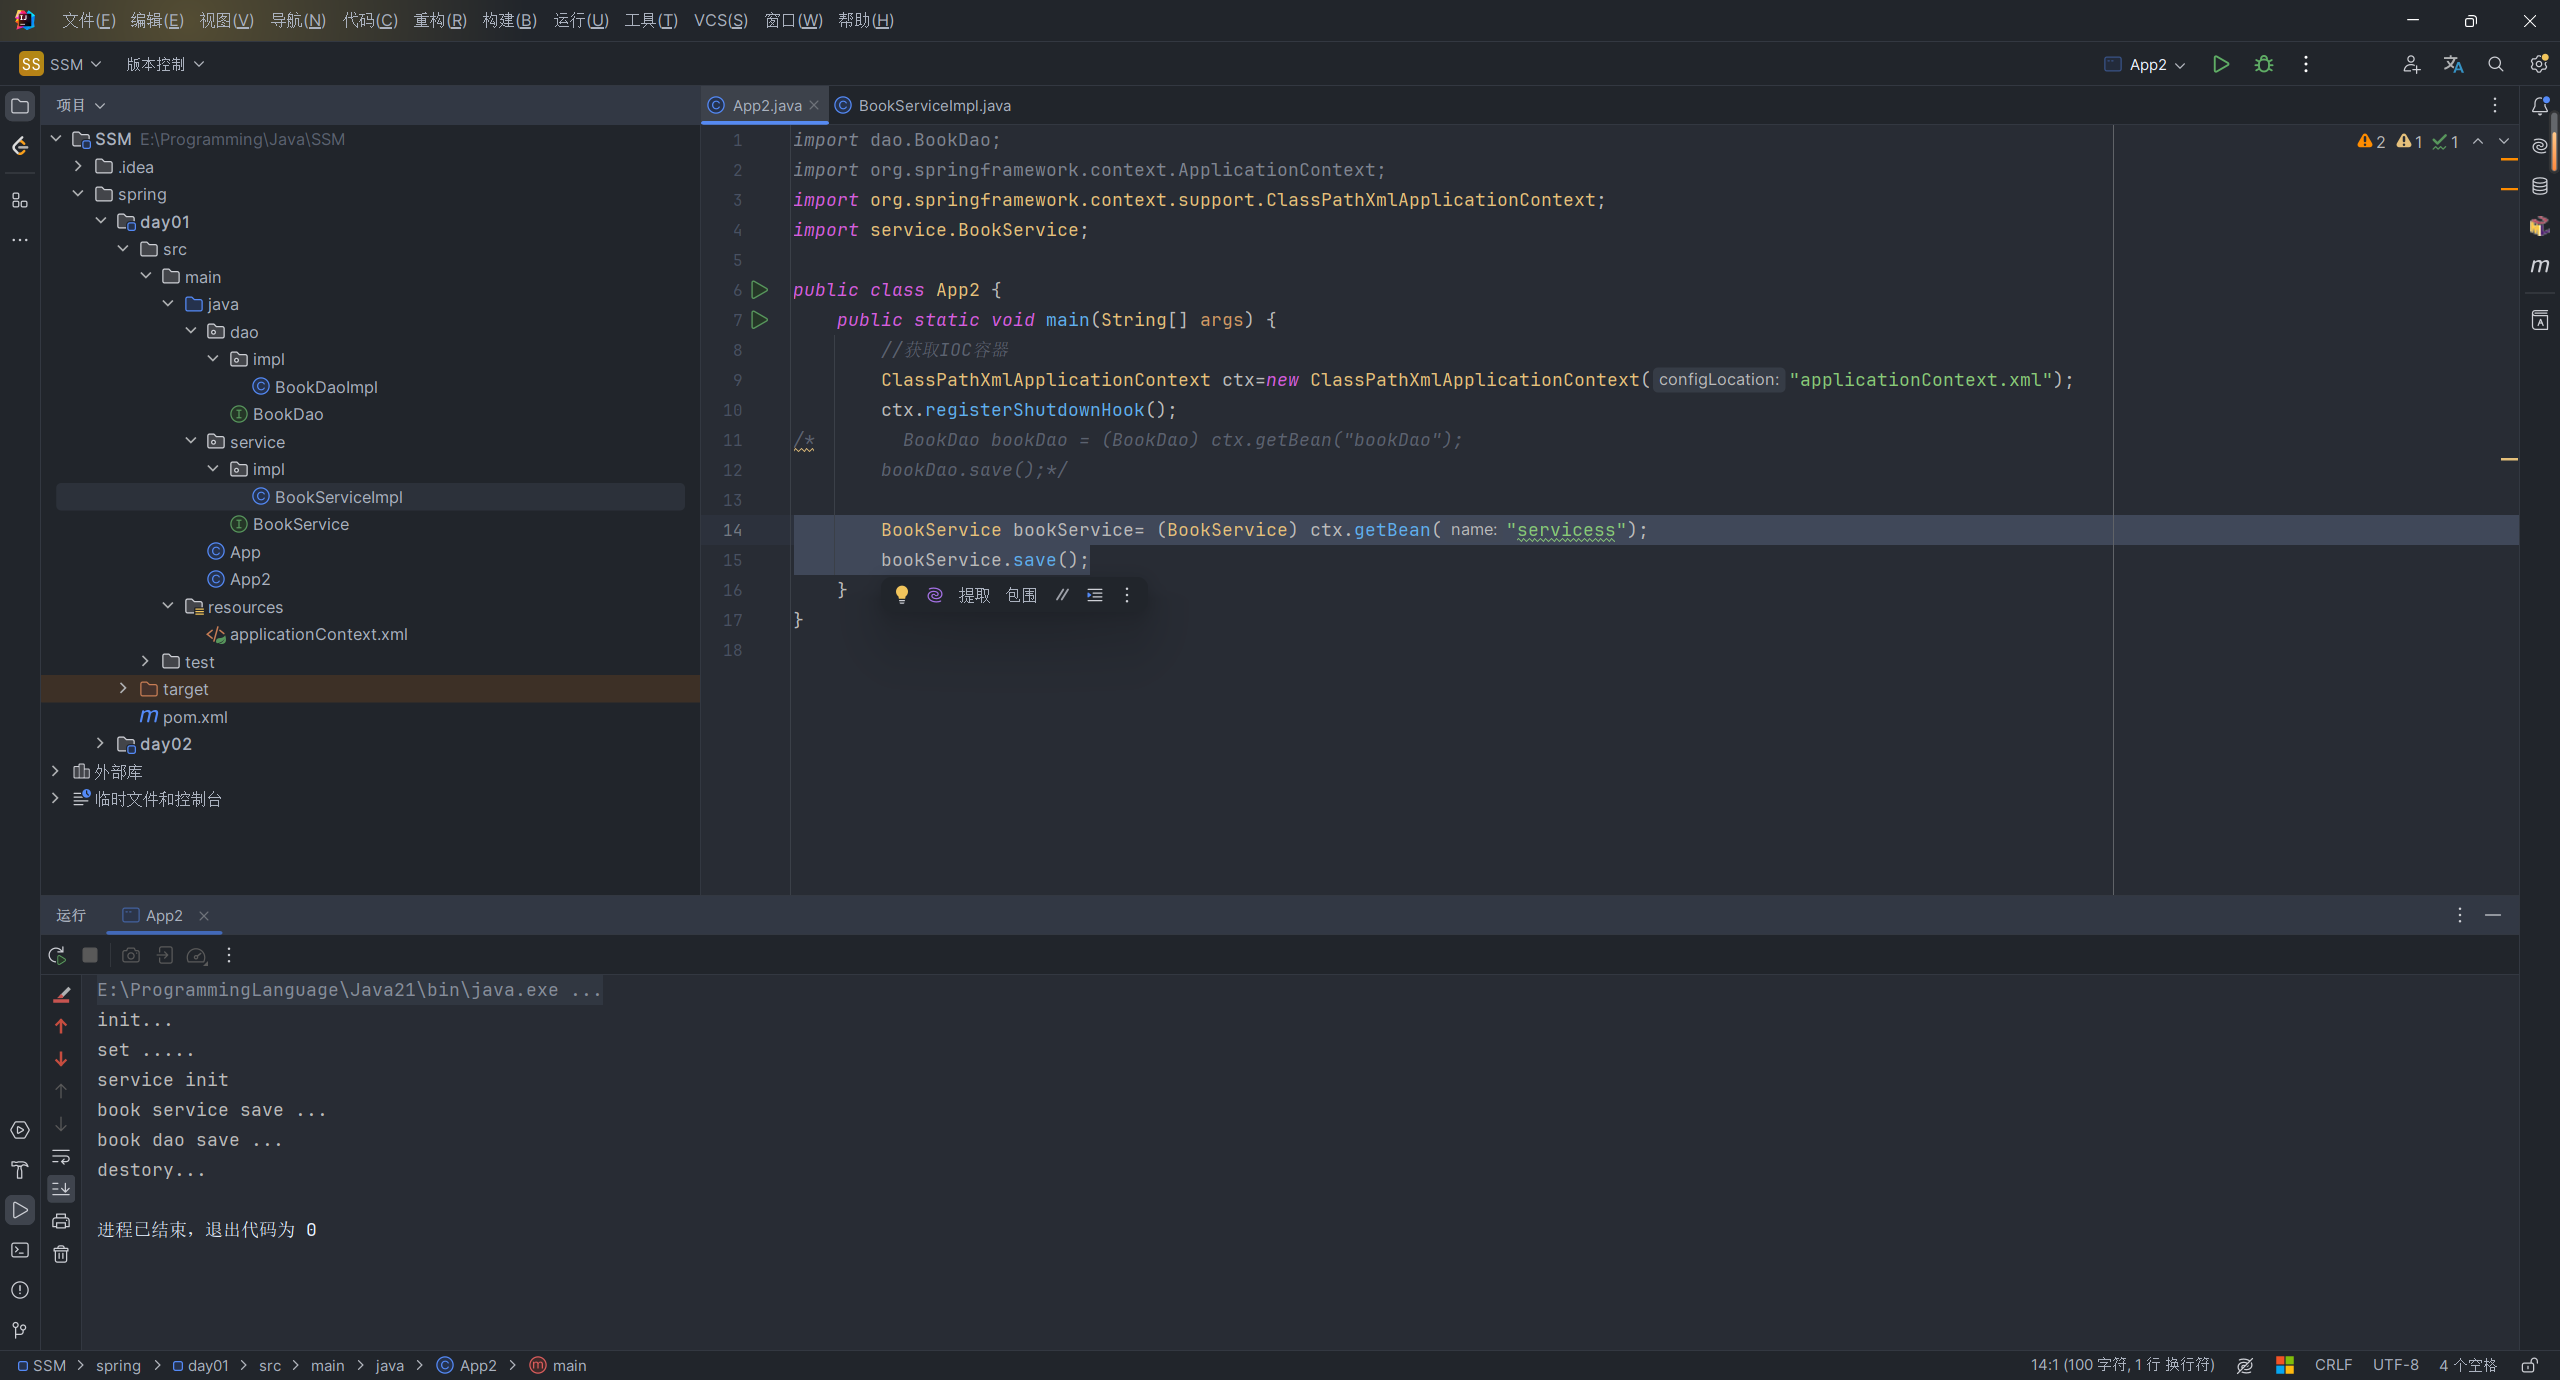 文件(F) 编辑(E) 视图(V) 导航(N) 代码(C) 重构(R) 构建(B) 运行(U) 工具(T) VCS(S) 窗口(W) 帮助(H)
SS SSM 版本控制 App2
项目
SSM E:\Programming\Java\SSM
.idea
spring
day01
src
main
java
dao
impl
BookDaoImpl
BookDao
service
impl
BookServiceImpl
BookService
App
App2
resources
applicationContext.xml
test
target
pom.xml
day02
外部库
临时文件和控制台
App2.java BookServiceImpl.java
2 1 1
1 import dao.BookDao;
2 import org.springframework.context.ApplicationContext;
3 import org.springframework.context.support.ClassPathXmlApplicationContext;
4 import service.BookService;
5
6 public class App2 {
7 public static void main(String[] args) {
8 //获取IOC容器
9 ClassPathXmlApplicationContext ctx=new ClassPathXmlApplicationContext( configLocation: "applicationContext.xml");
10 ctx.registerShutdownHook();
11 /* BookDao bookDao = (BookDao) ctx.getBean("bookDao");
12 bookDao.save();*/
13
14 BookService bookService= (BookService) ctx.getBean( name: "servicess");
15 bookService.save();
16 }
17 }
18
提取 包围
运行 App2
E:\ProgrammingLanguage\Java21\bin\java.exe ...
init...
set .....
service init
book service save ...
book dao save ...
destory...
进程已结束，退出代码为 0
SSM > spring > day01 > src > main > java > App2 > main
14:1 (100 字符, 1 行 换行符) CRLF UTF-8 4 个空格